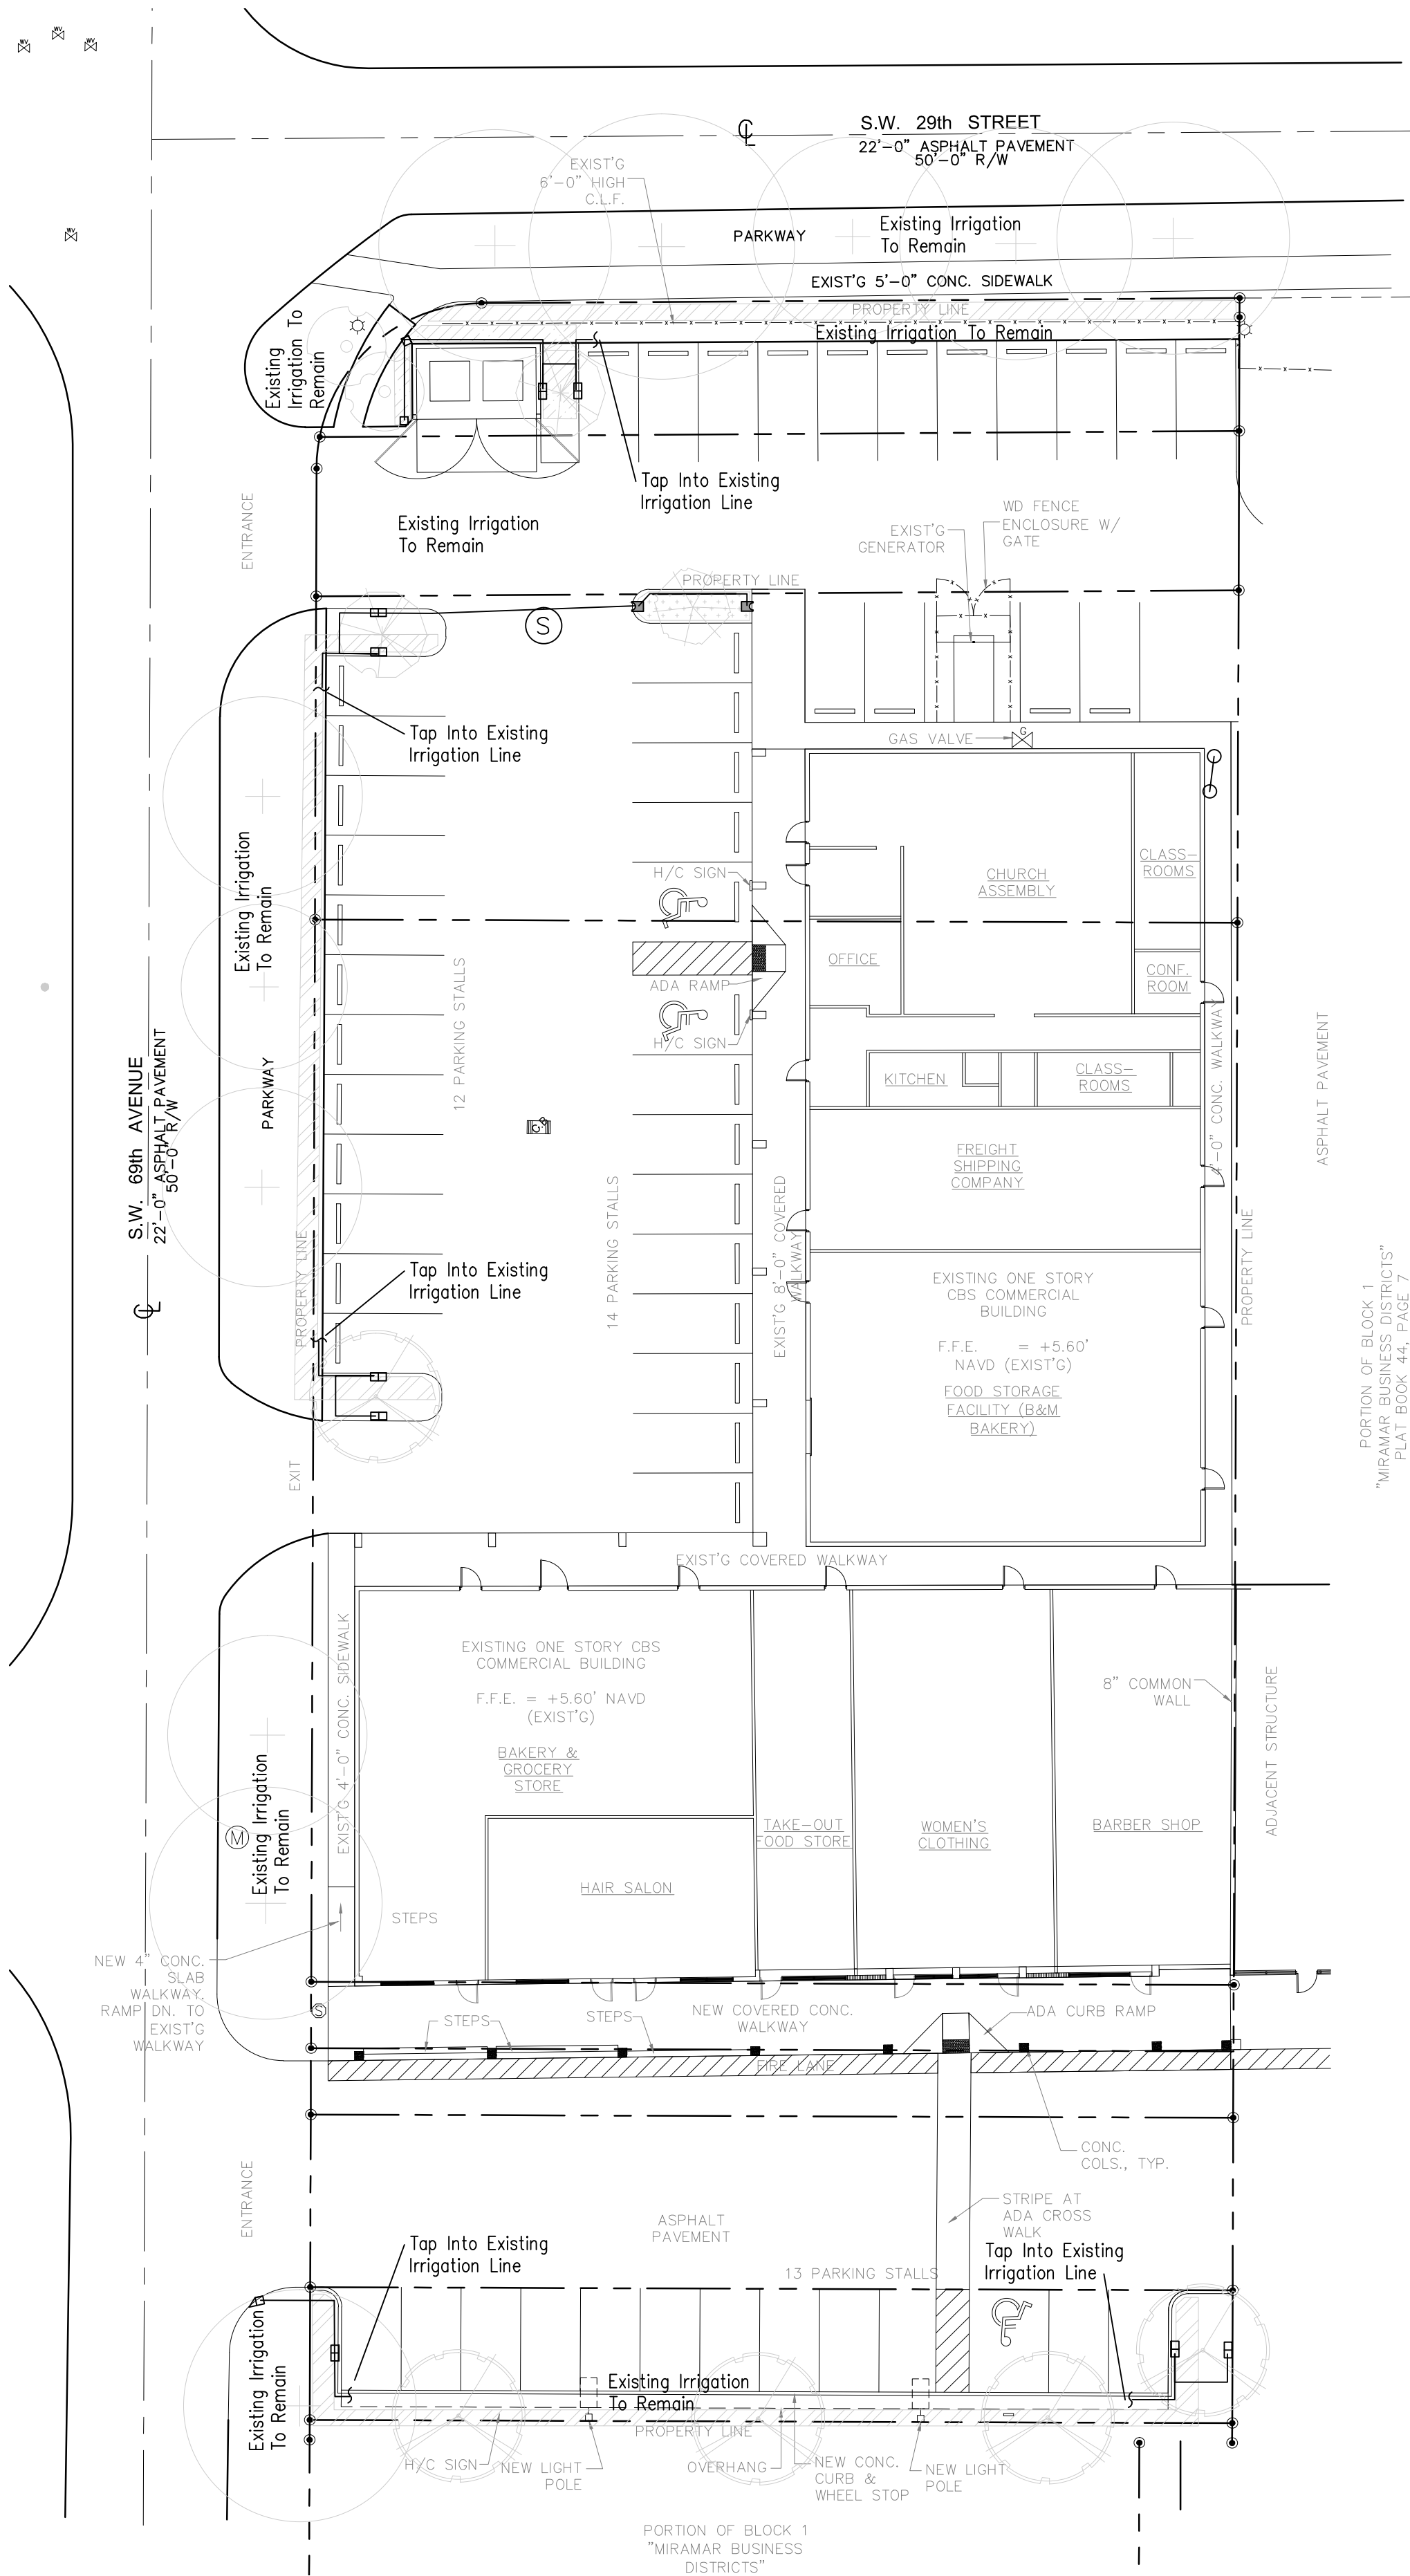 WV
WV
WV
WV
S.W. 29th STREET
22'-0" ASPHALT PAVEMENT
50'-0" R/W
EXIST'G
6'-0" HIGH
C.L.F.
PARKWAY
Existing Irrigation
To Remain
EXIST'G 5'-0" CONC. SIDEWALK
PROPERTY LINE
Existing Irrigation To Remain
Existing
Irrigation To
Remain
Tap Into Existing
Irrigation Line
Existing Irrigation
To Remain
ENTRANCE
EXIST'G
GENERATOR
WD FENCE
ENCLOSURE W/
GATE
PROPERTY LINE
S
Tap Into Existing
Irrigation Line
GAS VALVE
G
Existing Irrigation
To Remain
H/C SIGN
CHURCH
ASSEMBLY
CLASS-
ROOMS
OFFICE
CONF.
ROOM
ADA RAMP
H/C SIGN
12 PARKING STALLS
4'-0" CONC. WALKWAY
ASPHALT PAVEMENT
S.W. 69th AVENUE
22'-0" ASPHALT PAVEMENT
50'-0" R/W
PARKWAY
KITCHEN
CLASS-
ROOMS
FREIGHT
SHIPPING
COMPANY
14 PARKING STALLS
EXIST'G 8'-0" COVERED
WALKWAY
PROPERTY LINE
PROPERTY LINE
Tap Into Existing
Irrigation Line
EXISTING ONE STORY
CBS COMMERCIAL
BUILDING
F.F.E. = +5.60'
NAVD (EXIST'G)
FOOD STORAGE
FACILITY (B&M
BAKERY)
PORTION OF BLOCK 1
"MIRAMAR BUSINESS DISTRICTS"
PLAT BOOK 44, PAGE 7
EXIT
EXIST'G COVERED WALKWAY
EXIST'G 4'-0" CONC. SIDEWALK
EXISTING ONE STORY CBS
COMMERCIAL BUILDING
F.F.E. = +5.60' NAVD
(EXIST'G)
BAKERY &
GROCERY
STORE
8" COMMON
WALL
ADJACENT STRUCTURE
M
Existing Irrigation
To Remain
TAKE-OUT
FOOD STORE
WOMEN'S
CLOTHING
BARBER SHOP
HAIR SALON
STEPS
NEW 4" CONC.
SLAB
WALKWAY.
RAMP DN. TO
EXIST'G
WALKWAY
S
STEPS
STEPS
NEW COVERED CONC.
WALKWAY
ADA CURB RAMP
FIRE LANE
CONC.
COLS., TYP.
ENTRANCE
ASPHALT
PAVEMENT
STRIPE AT
ADA CROSS
WALK
Tap Into Existing
Irrigation Line
13 PARKING STALLS
Tap Into Existing
Irrigation Line
Existing Irrigation
To Remain
Existing Irrigation
To Remain
PROPERTY LINE
H/C SIGN
NEW LIGHT
POLE
OVERHANG
NEW CONC.
CURB &
WHEEL STOP
NEW LIGHT
POLE
PORTION OF BLOCK 1
"MIRAMAR BUSINESS
DISTRICTS"